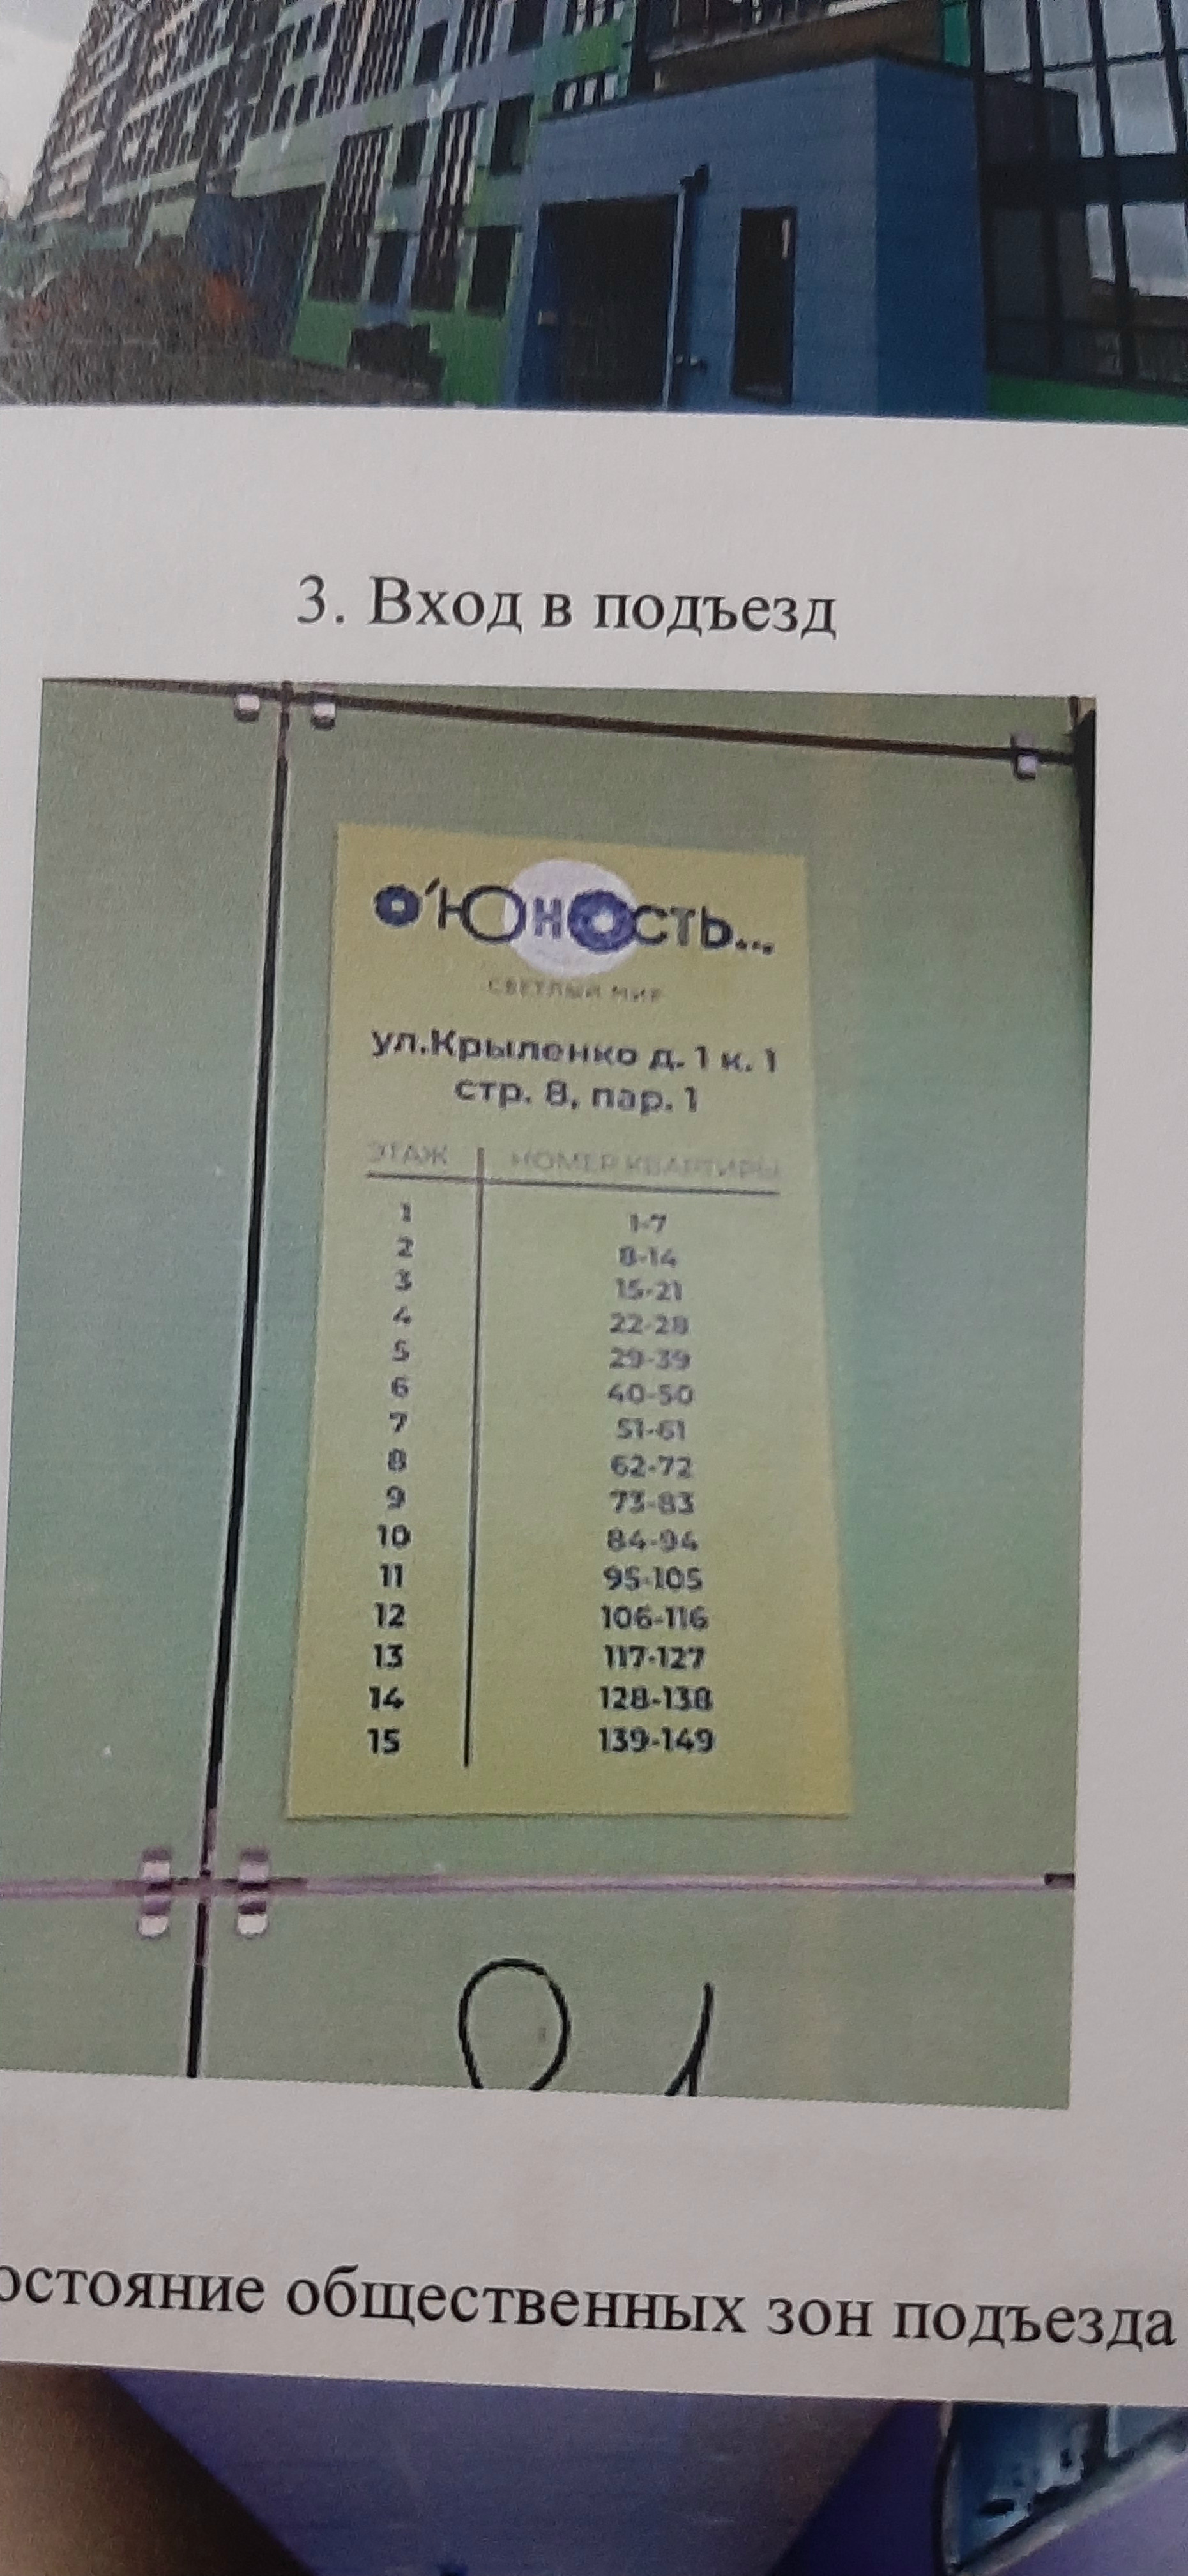 3. Вход в подъезд
О'ЮНОСТЬ...
СВЕТЛЫЙ МИР
ул.Крыленко д. 1 к. 1
стр. 8, пар. 1
ЭТАЖ НОМЕР КВАРТИРЫ
1 1-7
2 8-14
3 15-21
4 22-28
5 29-39
6 40-50
7 51-61
8 62-72
9 73-83
10 84-94
11 95-105
12 106-116
13 117-127
14 128-138
15 139-149
остояние общественных зон подъезда